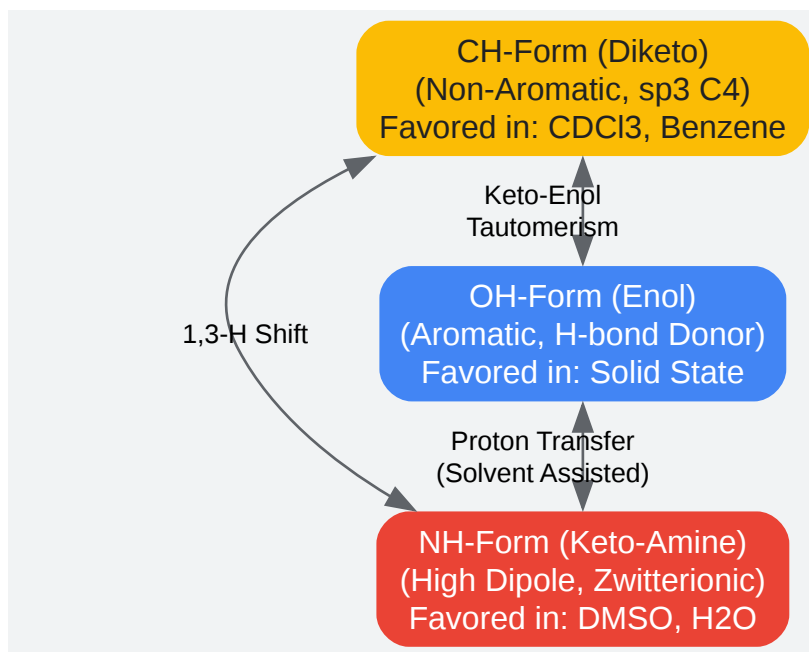 CH-Form (Diketo)
(Non-Aromatic, sp3 C4)
Favored in: CDCl3, Benzene
Keto-Enol
Tautomerism
OH-Form (Enol)
(Aromatic, H-bond Donor)
Favored in: Solid State
1,3-H Shift
Proton Transfer
(Solvent Assisted)
NH-Form (Keto-Amine)
(High Dipole, Zwitterionic)
Favored in: DMSO, H2O